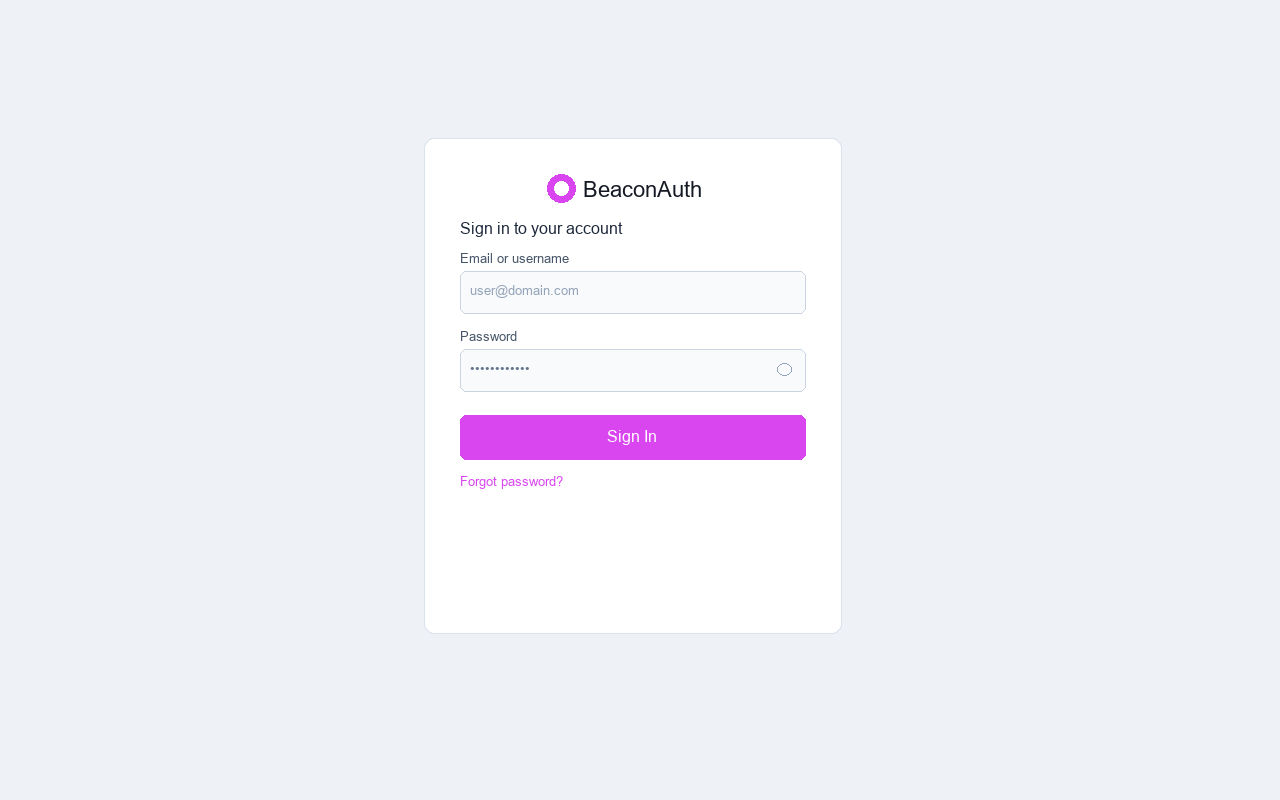 BeaconAuth
Sign in to your account
Email or username
user@domain.com
Password
••••••••••••
Sign In
Forgot password?